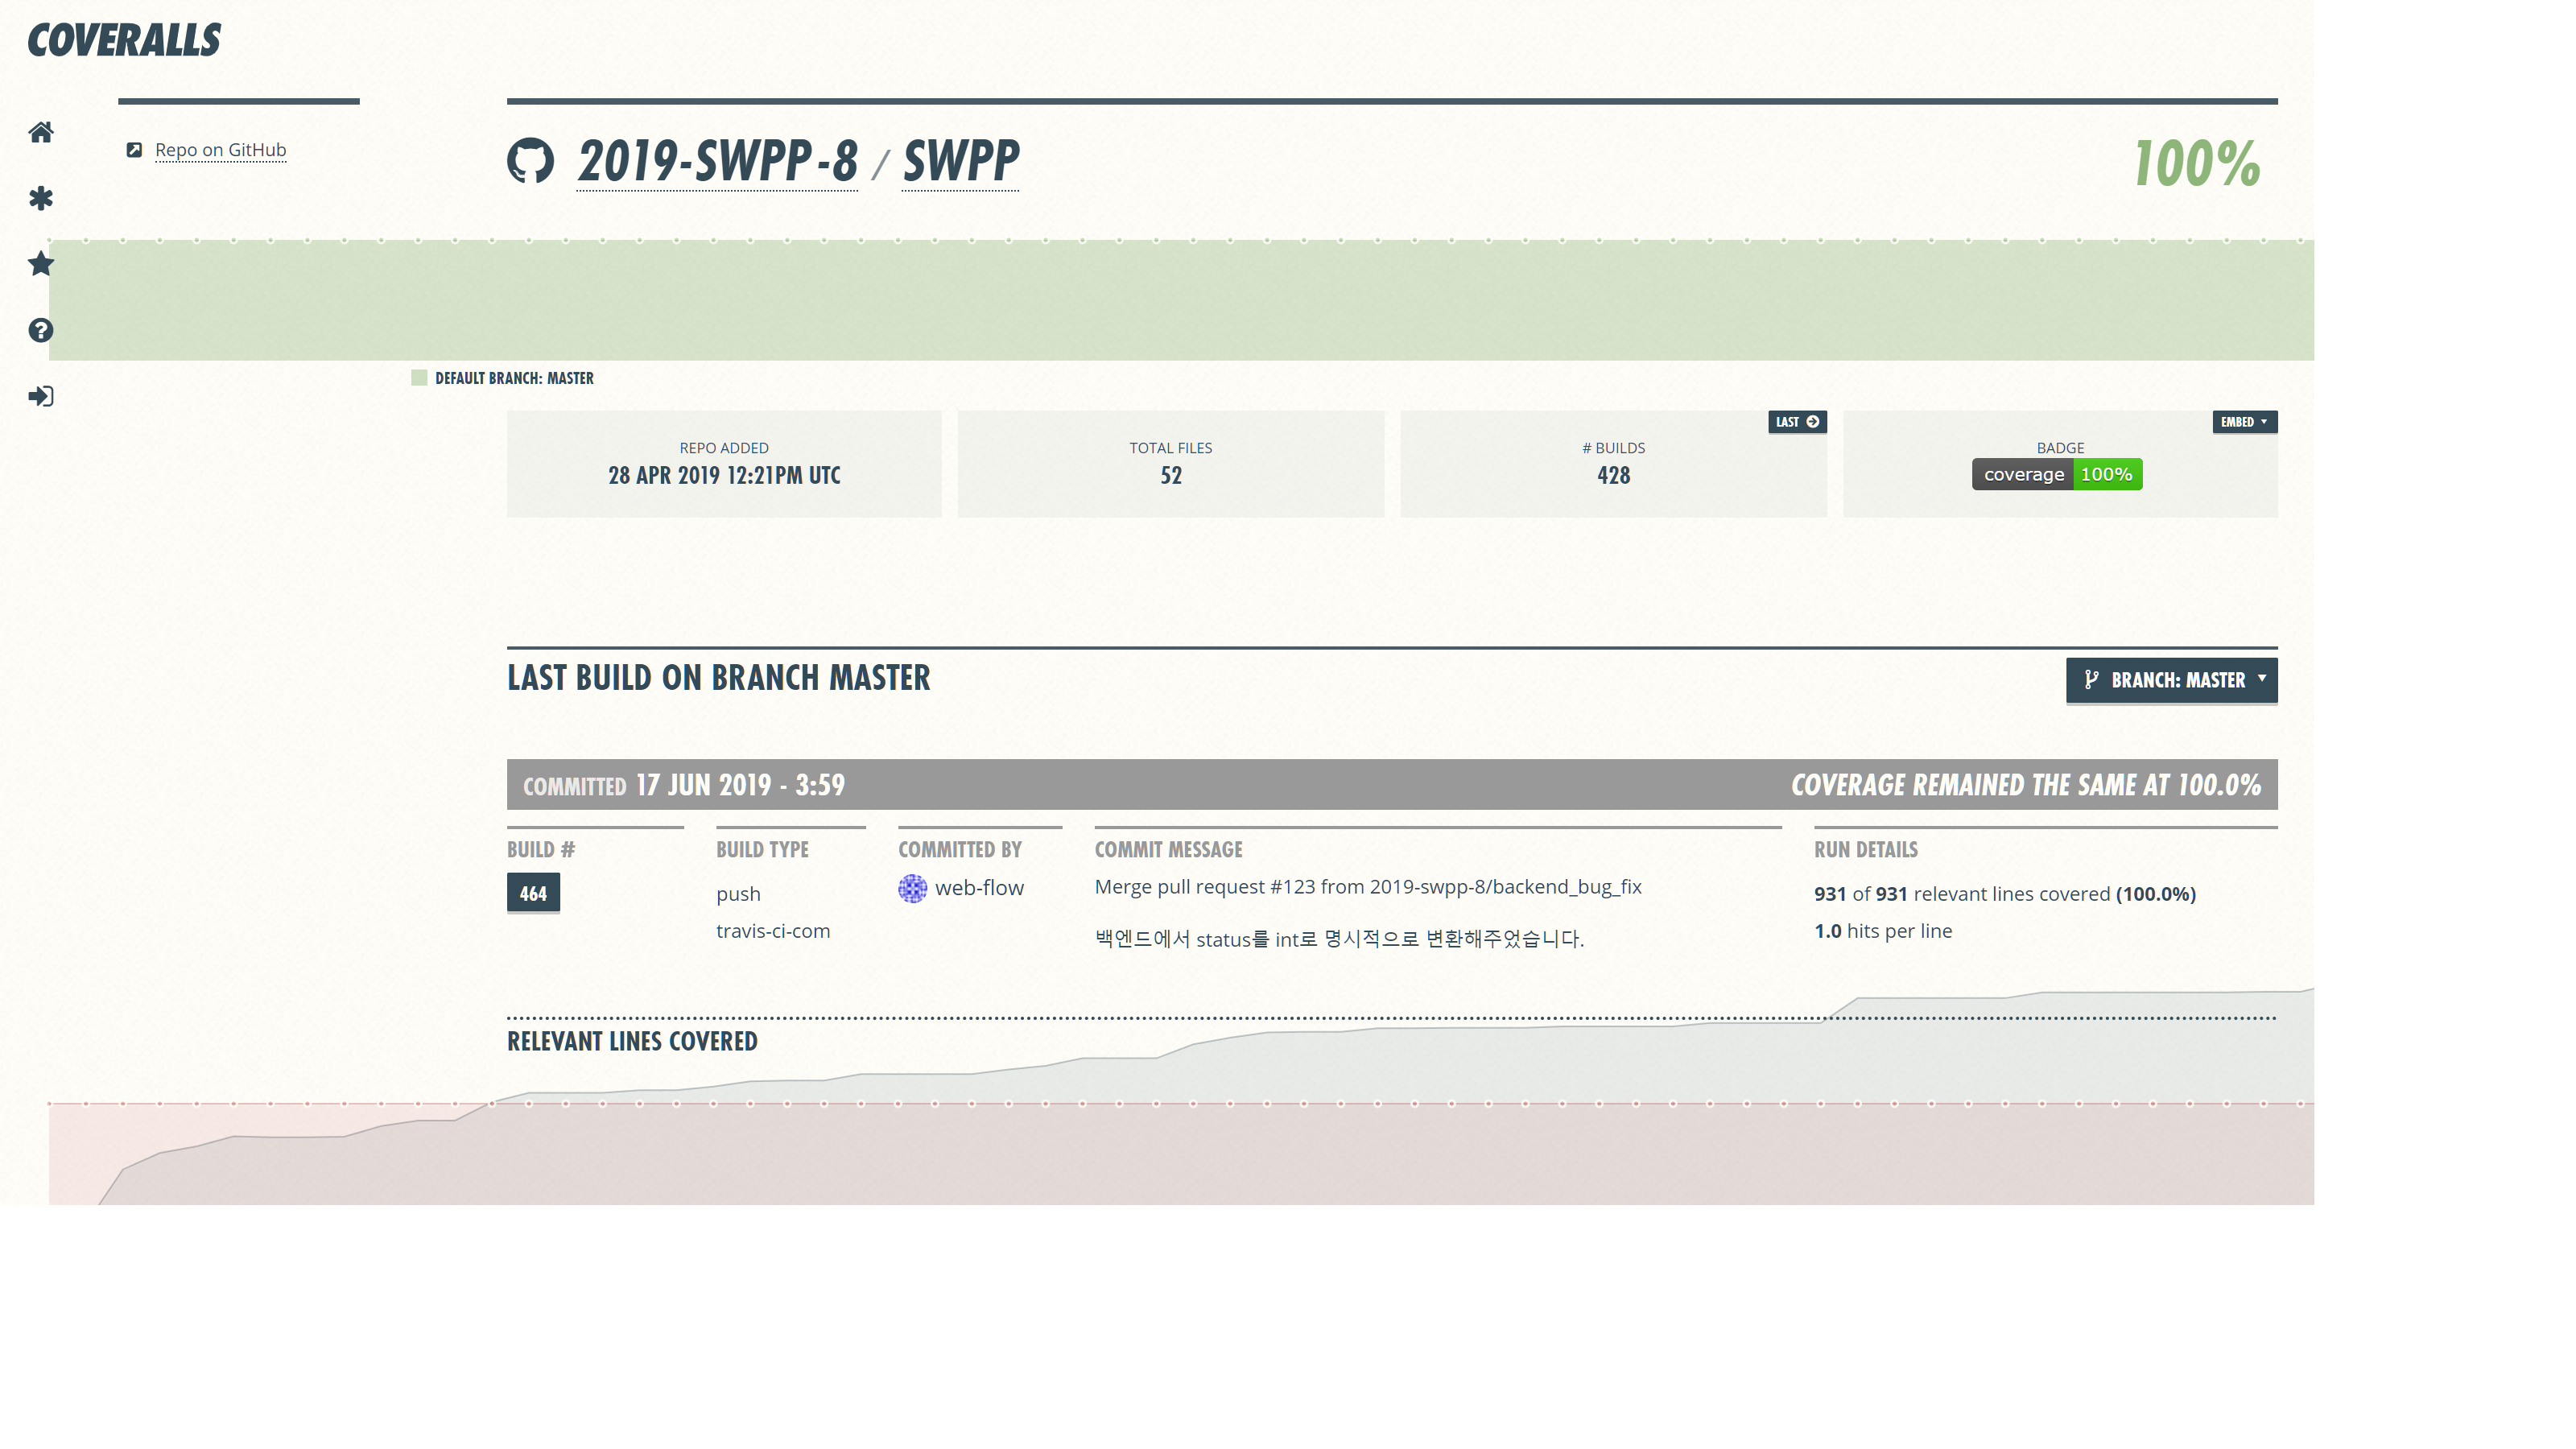 COVERALLS
Repo on GitHub
2019-SWPP-8 / SWPP
100%
DEFAULT BRANCH: MASTER
REPO ADDED
28 APR 2019 12:21PM UTC
TOTAL FILES
52
LAST
# BUILDS
428
EMBED
BADGE
coverage 100%
LAST BUILD ON BRANCH MASTER
BRANCH: MASTER
COMMITTED 17 JUN 2019 - 3:59
COVERAGE REMAINED THE SAME AT 100.0%
BUILD #
464
BUILD TYPE
push
travis-ci-com
COMMITTED BY
web-flow
COMMIT MESSAGE
Merge pull request #123 from 2019-swpp-8/backend_bug_fix
백엔드에서 status를 int로 명시적으로 변환해주었습니다.
RUN DETAILS
931 of 931 relevant lines covered (100.0%)
1.0 hits per line
RELEVANT LINES COVERED